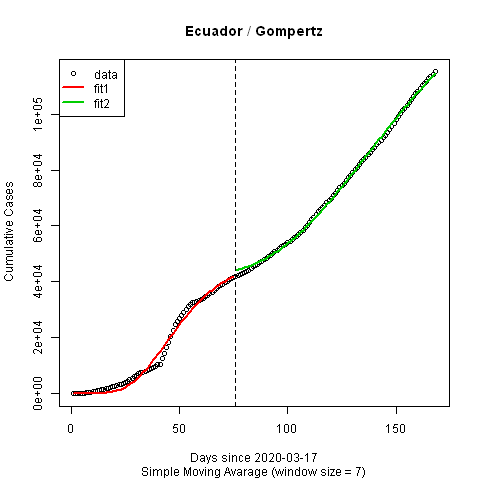 Ecuador / Gompertz
data
fit1
fit2
Cumulative Cases
0e+00
2e+04
4e+04
6e+04
8e+04
1e+05
0
50
100
150
Days since 2020-03-17
Simple Moving Avarage (window size = 7)